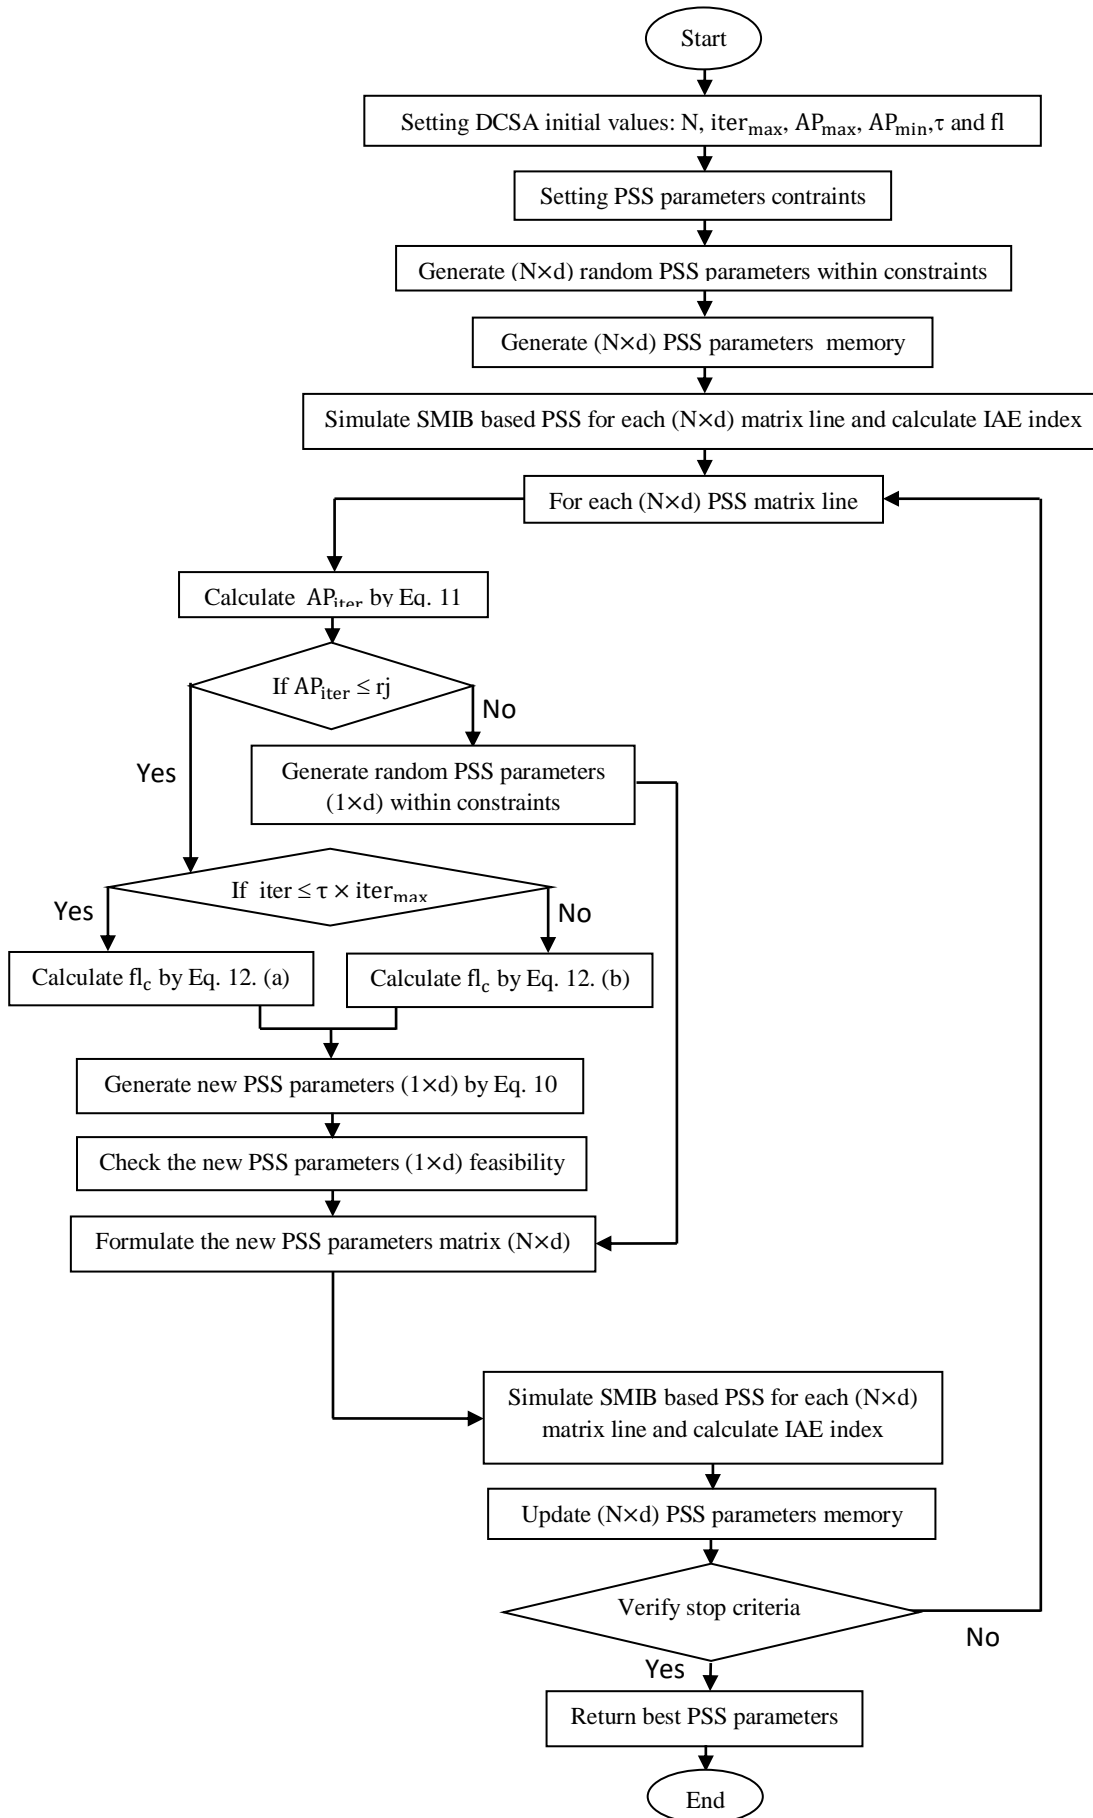 Start
Setting DCSA initial values: N, iter_max, AP_max, AP_min,τ and fl
Setting PSS parameters contraints
Generate (N×d) random PSS parameters within constraints
Generate (N×d) PSS parameters memory
Simulate SMIB based PSS for each (N×d) matrix line and calculate IAE index
For each (N×d) PSS matrix line
Calculate AP_iter by Eq. 11
If AP_iter ≤ rj
No
Yes
Generate random PSS parameters
(1×d) within constraints
If iter ≤ τ × iter_max
Yes
No
Calculate fl_c by Eq. 12. (a)
Calculate fl_c by Eq. 12. (b)
Generate new PSS parameters (1×d) by Eq. 10
Check the new PSS parameters (1×d) feasibility
Formulate the new PSS parameters matrix (N×d)
Simulate SMIB based PSS for each (N×d)
matrix line and calculate IAE index
Update (N×d) PSS parameters memory
Verify stop criteria
No
Yes
Return best PSS parameters
End